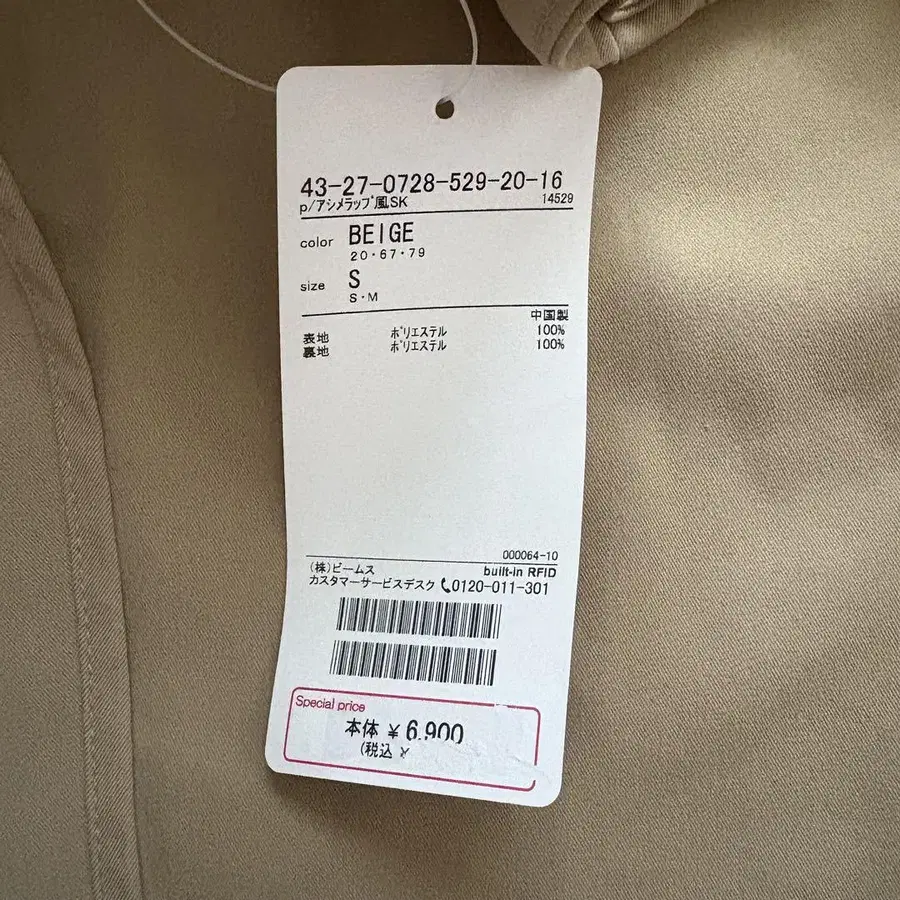 43-27-0728-529-20-16
p/アシメラップ風SK 14529
color BEIGE
20・67・79
size S
S・M
中国製
表地 ポリエステル 100%
裏地 ポリエステル 100%
000064-10
(株)ビームス built-in RFID
カスタマーサービスデスク 0120-011-301
Special price
本体 ¥6,900
(税込 ¥